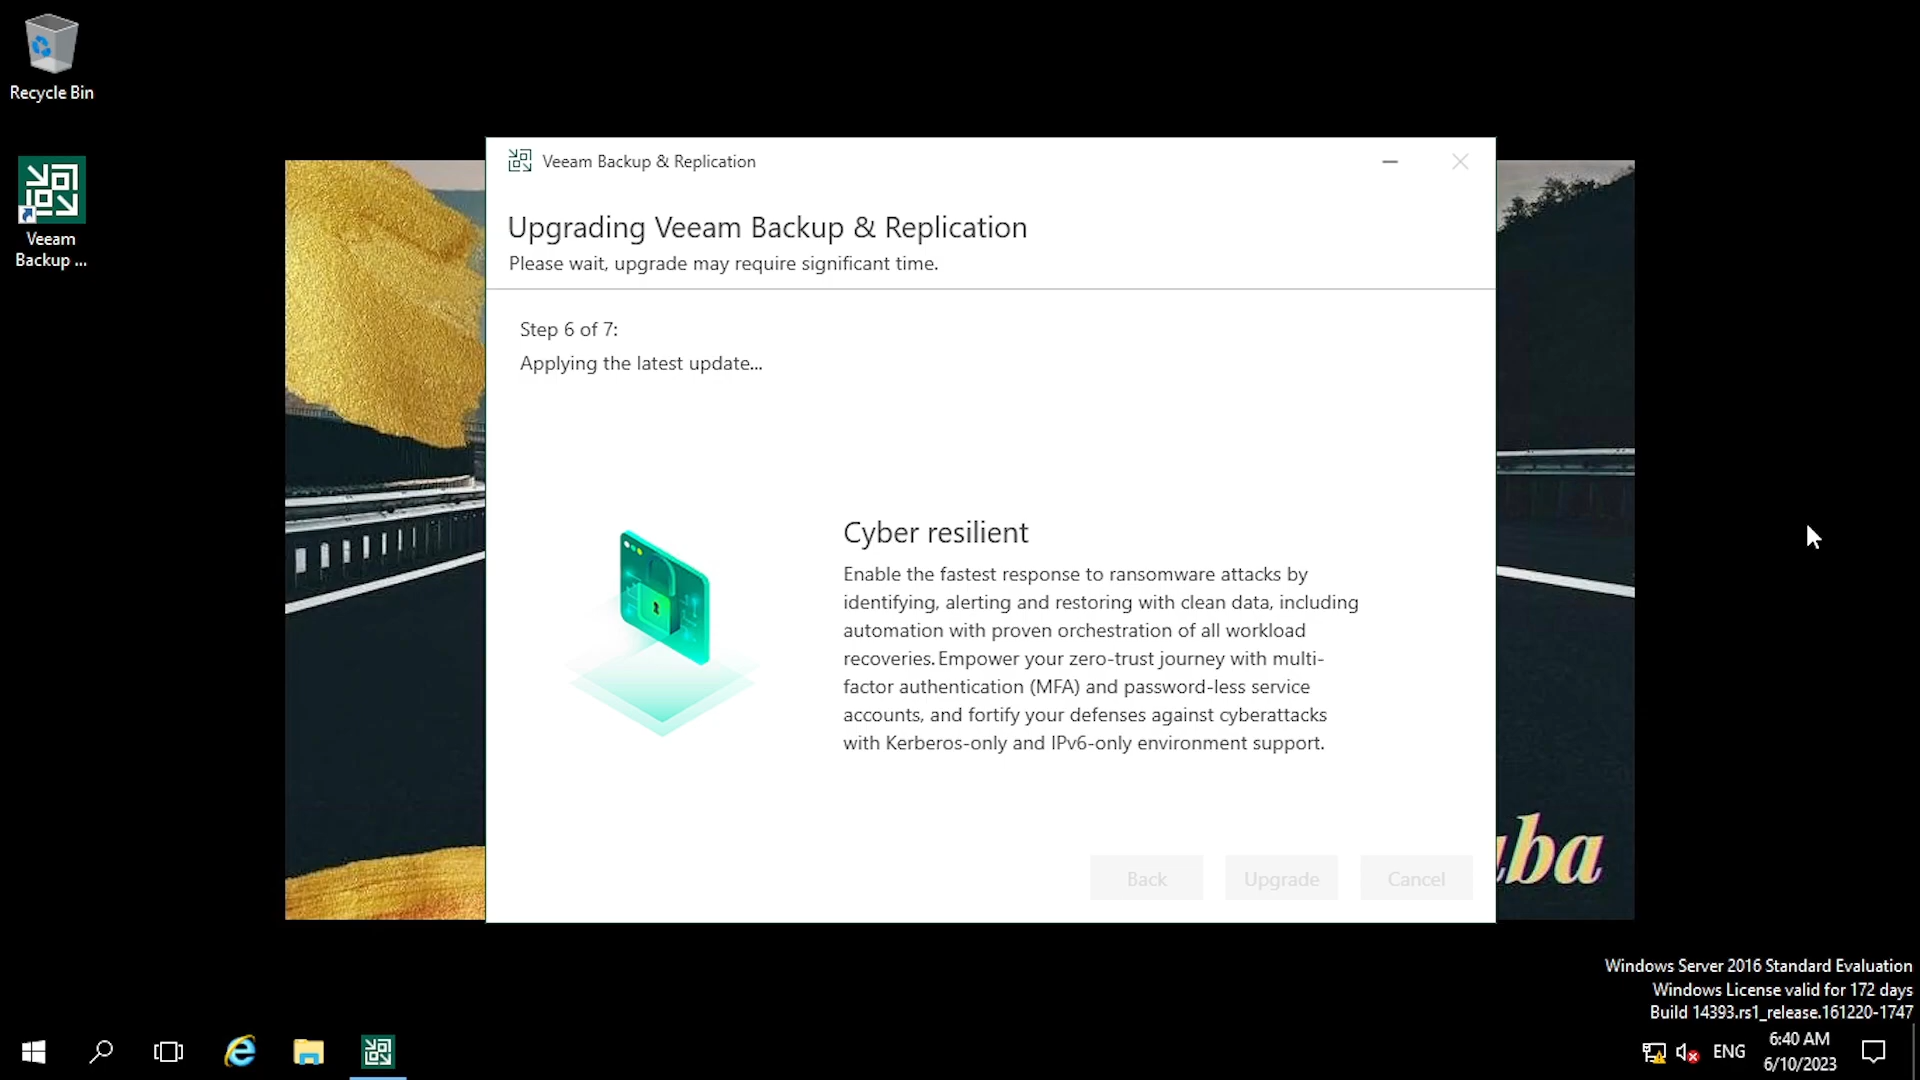 Recycle Bin
Veeam
Backup ...
Veeam Backup & Replication
Upgrading Veeam Backup & Replication
Please wait, upgrade may require significant time.
Step 6 of 7:
Applying the latest update...
Cyber resilient
Enable the fastest response to ransomware attacks by
identifying, alerting and restoring with clean data, including
automation with proven orchestration of all workload
recoveries. Empower your zero-trust journey with multi-
factor authentication (MFA) and password-less service
accounts, and fortify your defenses against cyberattacks
with Kerberos-only and IPv6-only environment support.
Back
Upgrade
Cancel
ba
Windows Server 2016 Standard Evaluation
Windows License valid for 172 days
Build 14393.rs1_release.161220-1747
ENG
6:40 AM
6/10/2023